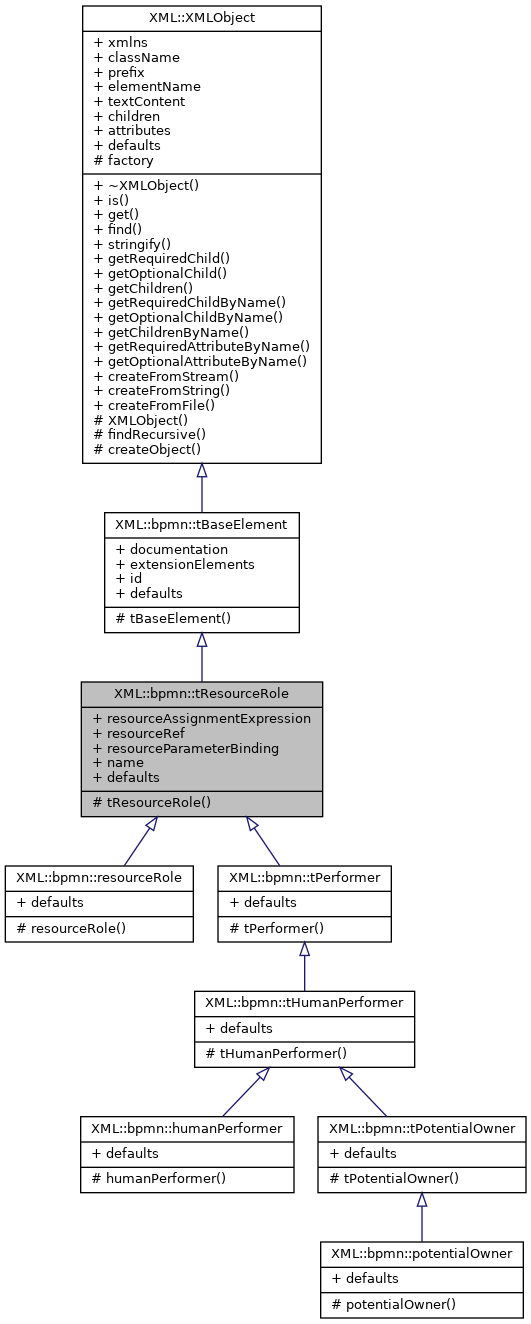 XML::XMLObject
+ xmlns
+ className
+ prefix
+ elementName
+ textContent
+ children
+ attributes
+ defaults
# factory
+ ~XMLObject()
+ is()
+ get()
+ find()
+ stringify()
+ getRequiredChild()
+ getOptionalChild()
+ getChildren()
+ getRequiredChildByName()
+ getOptionalChildByName()
+ getChildrenByName()
+ getRequiredAttributeByName()
+ getOptionalAttributeByName()
+ createFromStream()
+ createFromString()
+ createFromFile()
# XMLObject()
# findRecursive()
# createObject()
XML::bpmn::tBaseElement
+ documentation
+ extensionElements
+ id
+ defaults
# tBaseElement()
XML::bpmn::tResourceRole
+ resourceAssignmentExpression
+ resourceRef
+ resourceParameterBinding
+ name
+ defaults
# tResourceRole()
XML::bpmn::resourceRole
+ defaults
# resourceRole()
XML::bpmn::tPerformer
+ defaults
# tPerformer()
XML::bpmn::tHumanPerformer
+ defaults
# tHumanPerformer()
XML::bpmn::humanPerformer
+ defaults
# humanPerformer()
XML::bpmn::tPotentialOwner
+ defaults
# tPotentialOwner()
XML::bpmn::potentialOwner
+ defaults
# potentialOwner()